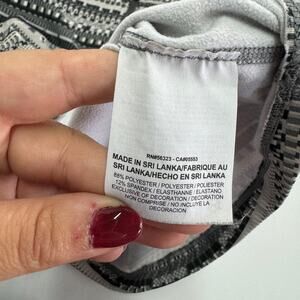 RN#56323 - CA#05553
MADE IN SRI LANKA/FABRIQUE AU
SRI LANKA/HECHO EN SRI LANKA
88% POLYESTER / POLYESTER / POLIESTER
12% SPANDEX / ELASTHANNE / ELASTANO
EXCLUSIVE OF DECORATION / DECORATION
NON COMPRISE / NO INCLUYE LA
DECORACIÓN